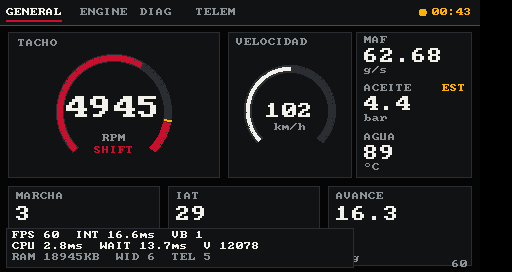 GENERAL ENGINE DIAG TELEM 00:43
TACHO
4945
RPM
SHIFT
VELOCIDAD
102
km/h
MAF
62.68
g/s
ACEITE EST
4.4
bar
AGUA
89
°C
MARCHA
3
IAT
29
AVANCE
16.3
60
FPS 60 INT 16.6ms VB 1
CPU 2.8ms WAIT 13.7ms V 12078
RAM 18945KB WID 6 TEL 5